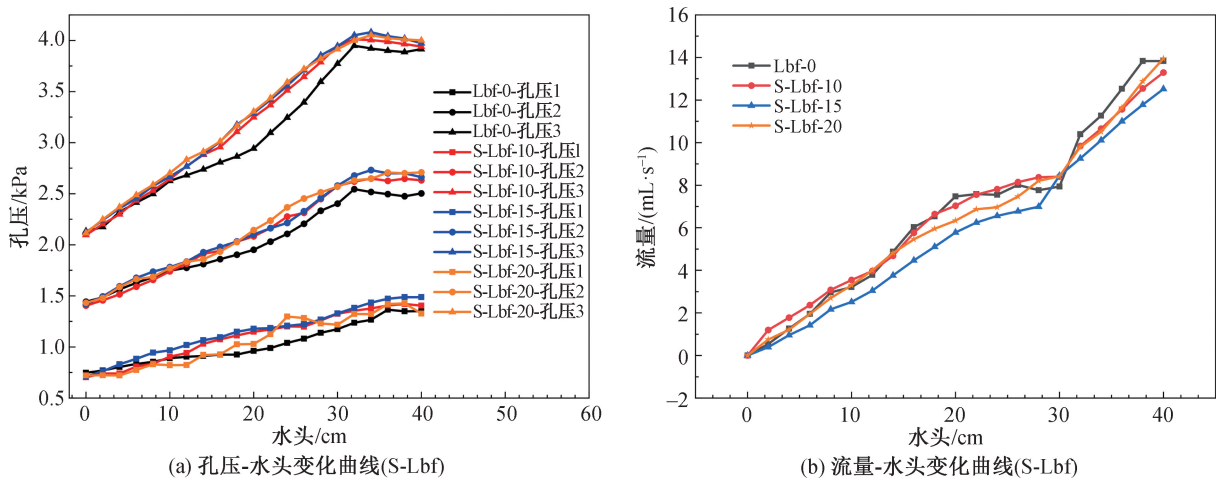 4.0
3.5
3.0
2.5
2.0
1.5
1.0
0.5
孔压/kPa
Lbf-0-孔压1
Lbf-0-孔压2
Lbf-0-孔压3
S-Lbf-10-孔压1
S-Lbf-10-孔压2
S-Lbf-10-孔压3
S-Lbf-15-孔压1
S-Lbf-15-孔压2
S-Lbf-15-孔压3
S-Lbf-20-孔压1
S-Lbf-20-孔压2
S-Lbf-20-孔压3
0 10 20 30 40 50 60
水头/cm
(a) 孔压-水头变化曲线(S-Lbf)
14
12
10
8
6
4
2
0
−2
流量/(mL·s⁻¹)
Lbf-0
S-Lbf-10
S-Lbf-15
S-Lbf-20
0 10 20 30 40
水头/cm
(b) 流量-水头变化曲线(S-Lbf)